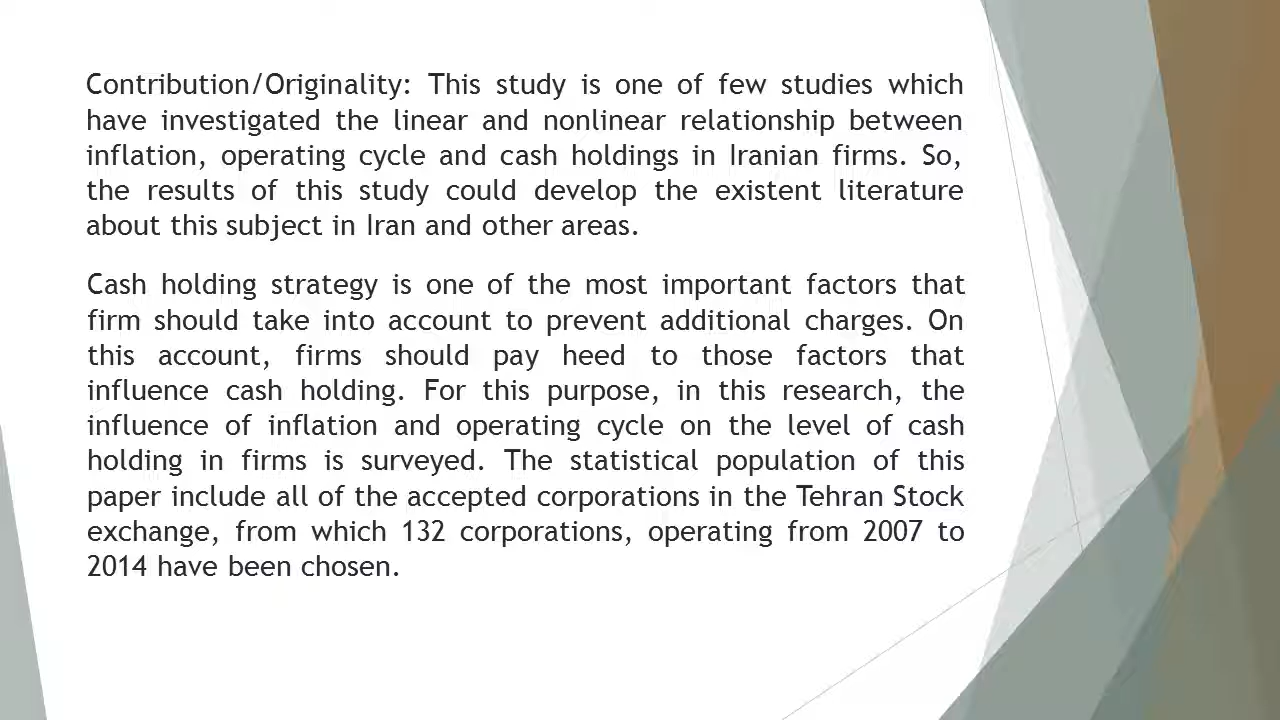 Contribution/Originality: This study is one of few studies which
have investigated the linear and nonlinear relationship between
inflation, operating cycle and cash holdings in Iranian firms. So,
the results of this study could develop the existent literature
about this subject in Iran and other areas.
Cash holding strategy is one of the most important factors that
firm should take into account to prevent additional charges. On
this account, firms should pay heed to those factors that
influence cash holding. For this purpose, in this research, the
influence of inflation and operating cycle on the level of cash
holding in firms is surveyed. The statistical population of this
paper include all of the accepted corporations in the Tehran Stock
exchange, from which 132 corporations, operating from 2007 to
2014 have been chosen.